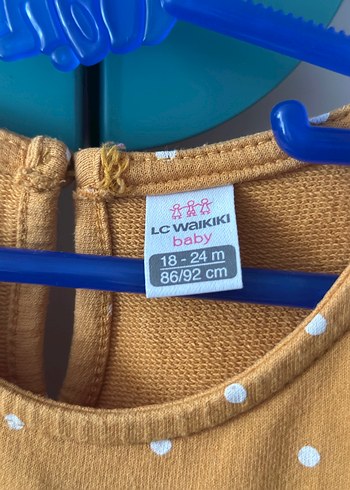 LC WAIKIKI
baby
18 - 24 m
86/92 cm